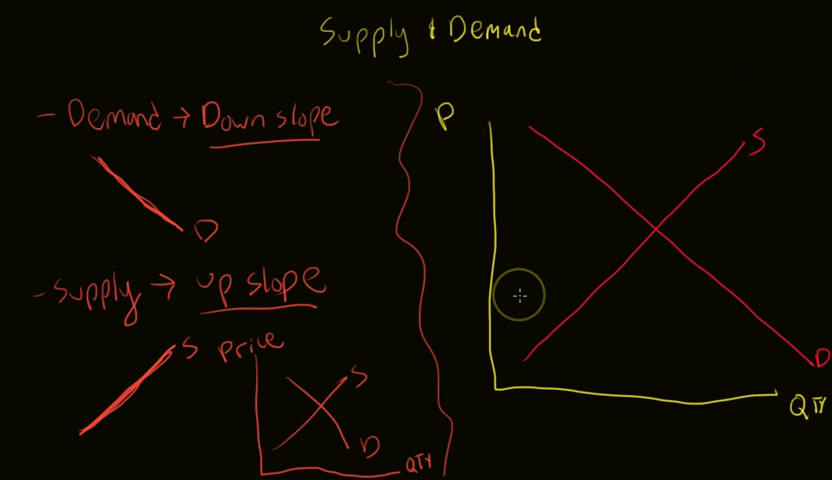 Supply & Demand
- Demand → Down slope
D
- Supply → up slope
S
price
S
D
QTY
P
S
D
QTY